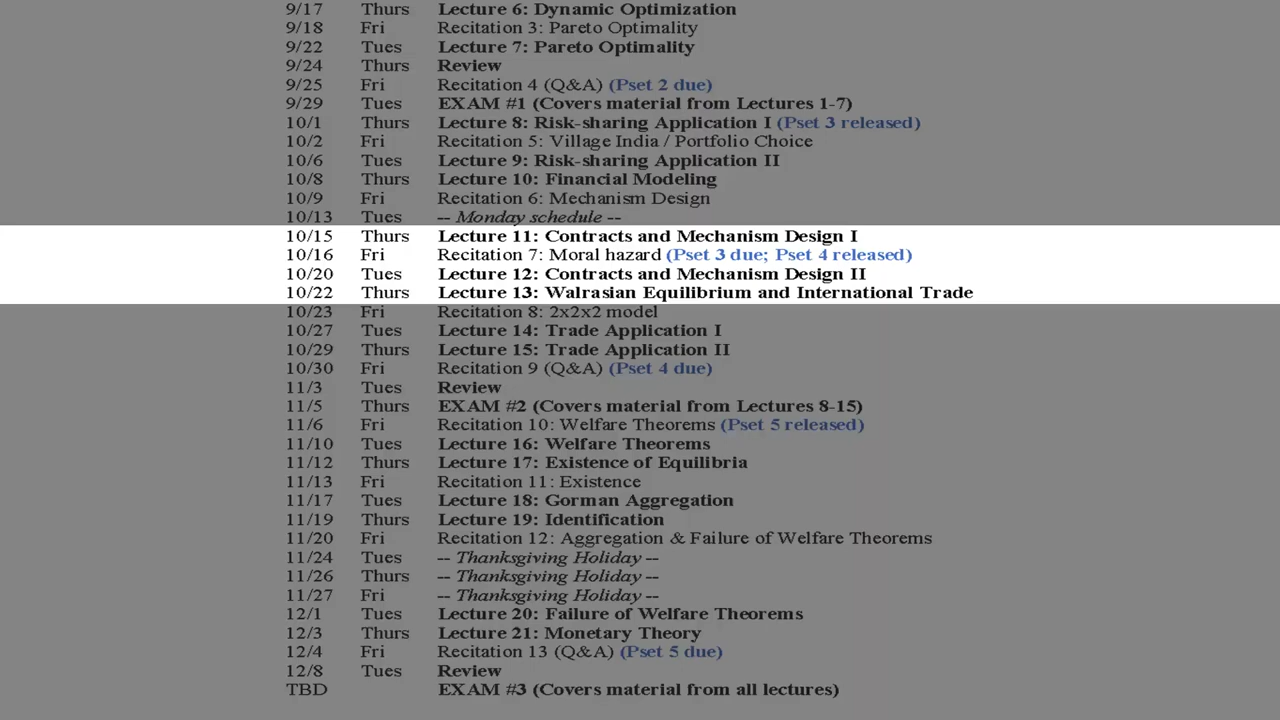 9/17 Thurs Lecture 6: Dynamic Optimization
9/18 Fri Recitation 3: Pareto Optimality
9/22 Tues Lecture 7: Pareto Optimality
9/24 Thurs Review
9/25 Fri Recitation 4 (Q&A) (Pset 2 due)
9/29 Tues EXAM #1 (Covers material from Lectures 1-7)
10/1 Thurs Lecture 8: Risk-sharing Application I (Pset 3 released)
10/2 Fri Recitation 5: Village India / Portfolio Choice
10/6 Tues Lecture 9: Risk-sharing Application II
10/8 Thurs Lecture 10: Financial Modeling
10/9 Fri Recitation 6: Mechanism Design
10/13 Tues -- Monday schedule --
10/15 Thurs Lecture 11: Contracts and Mechanism Design I
10/16 Fri Recitation 7: Moral hazard (Pset 3 due; Pset 4 released)
10/20 Tues Lecture 12: Contracts and Mechanism Design II
10/22 Thurs Lecture 13: Walrasian Equilibrium and International Trade
10/23 Fri Recitation 8: 2x2x2 model
10/27 Tues Lecture 14: Trade Application I
10/29 Thurs Lecture 15: Trade Application II
10/30 Fri Recitation 9 (Q&A) (Pset 4 due)
11/3 Tues Review
11/5 Thurs EXAM #2 (Covers material from Lectures 8-15)
11/6 Fri Recitation 10: Welfare Theorems (Pset 5 released)
11/10 Tues Lecture 16: Welfare Theorems
11/12 Thurs Lecture 17: Existence of Equilibria
11/13 Fri Recitation 11: Existence
11/17 Tues Lecture 18: Gorman Aggregation
11/19 Thurs Lecture 19: Identification
11/20 Fri Recitation 12: Aggregation & Failure of Welfare Theorems
11/24 Tues -- Thanksgiving Holiday --
11/26 Thurs -- Thanksgiving Holiday --
11/27 Fri -- Thanksgiving Holiday --
12/1 Tues Lecture 20: Failure of Welfare Theorems
12/3 Thurs Lecture 21: Monetary Theory
12/4 Fri Recitation 13 (Q&A) (Pset 5 due)
12/8 Tues Review
TBD EXAM #3 (Covers material from all lectures)